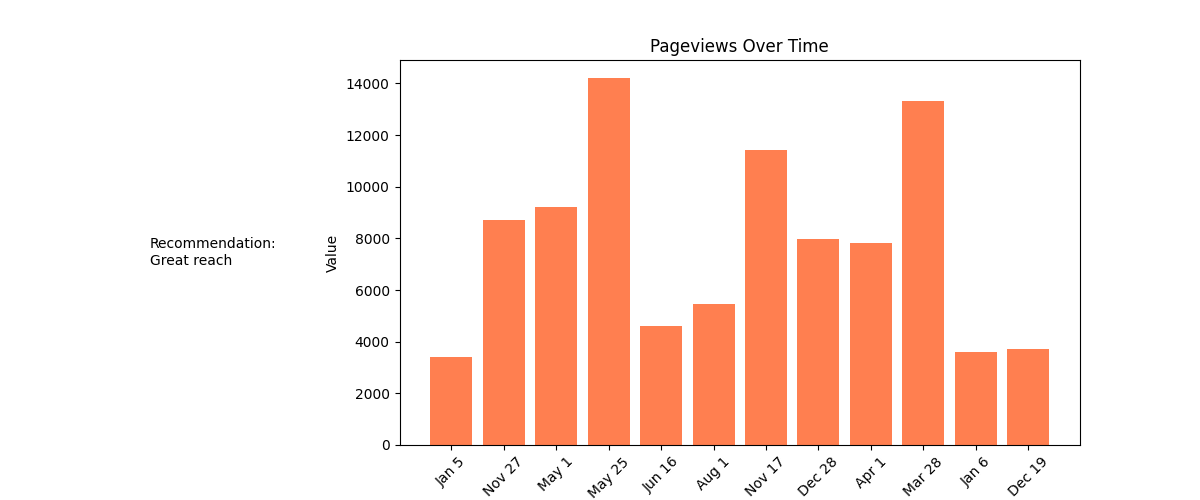 Pageviews Over Time
Recommendation:
Great reach
Value
14000
12000
10000
8000
6000
4000
2000
0
Jan 5
Nov 27
May 1
May 25
Jun 16
Aug 1
Nov 17
Dec 28
Apr 1
Mar 28
Jan 6
Dec 19